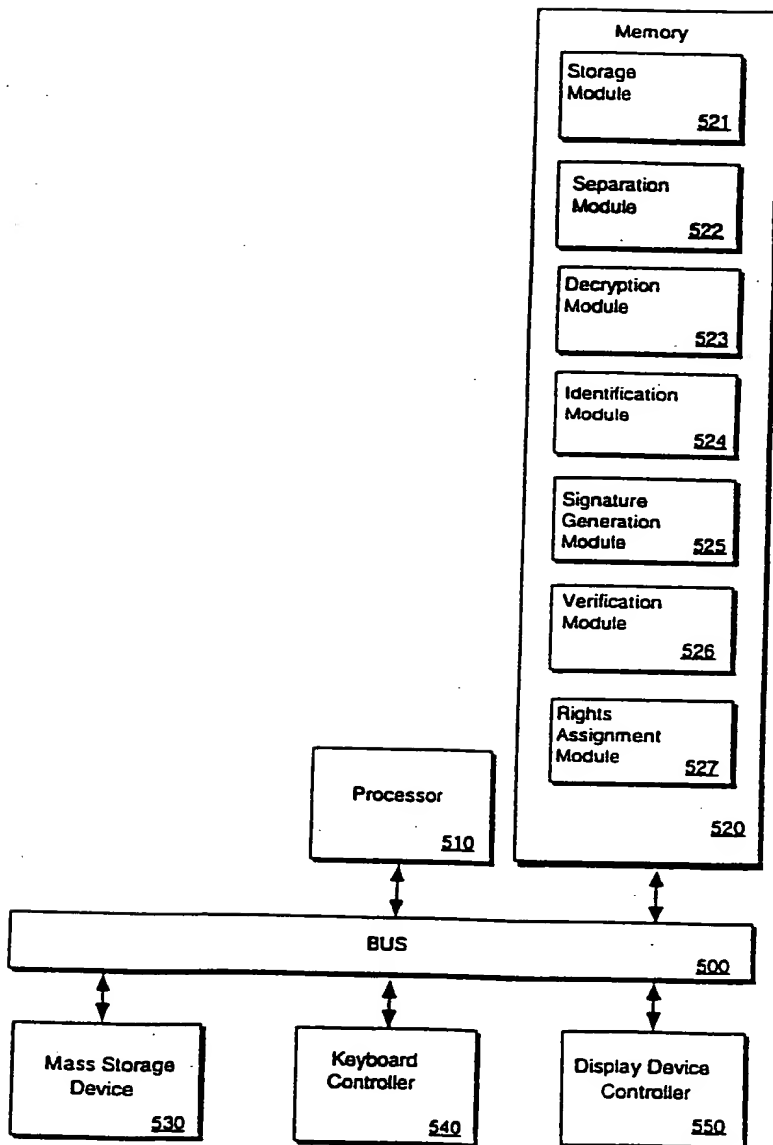 Memory
Storage
Module
521
Separation
Module
522
Decryption
Module
523
Identification
Module
524
Signature
Generation
Module
525
Verification
Module
526
Rights
Assignment
Module
527
520
Processor
510
BUS
500
Mass Storage
Device
530
Keyboard
Controller
540
Display Device
Controller
550